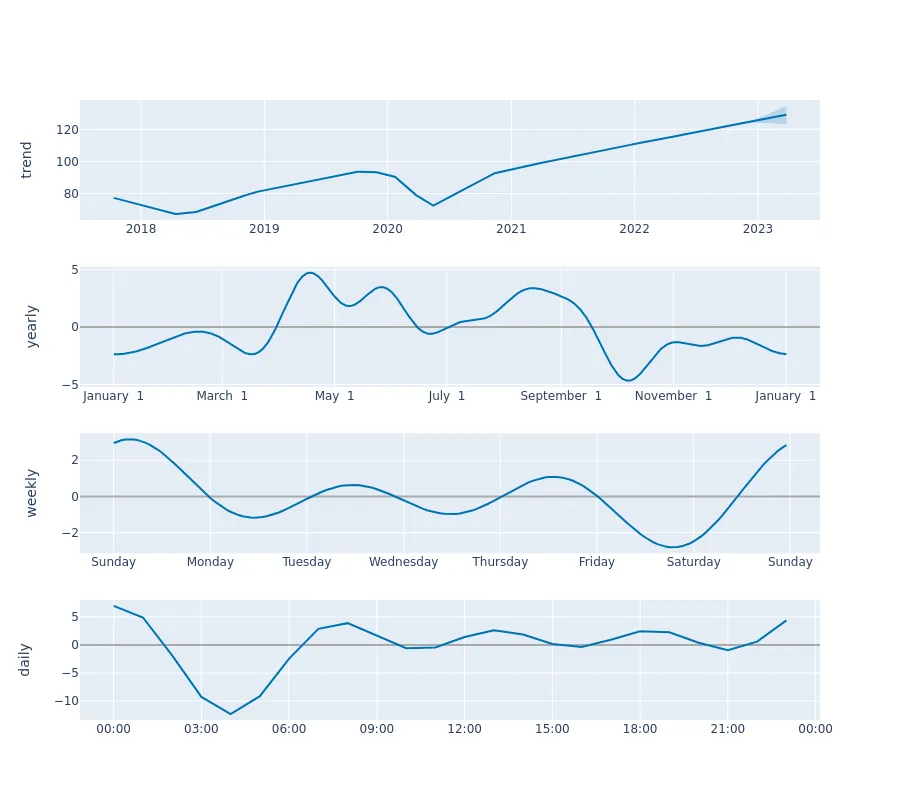 trend
120
100
80
2018 2019 2020 2021 2022 2023
yearly
5
0
−5
January 1 March 1 May 1 July 1 September 1 November 1 January 1
weekly
2
0
−2
Sunday Monday Tuesday Wednesday Thursday Friday Saturday Sunday
daily
5
0
−5
−10
00:00 03:00 06:00 09:00 12:00 15:00 18:00 21:00 00:00